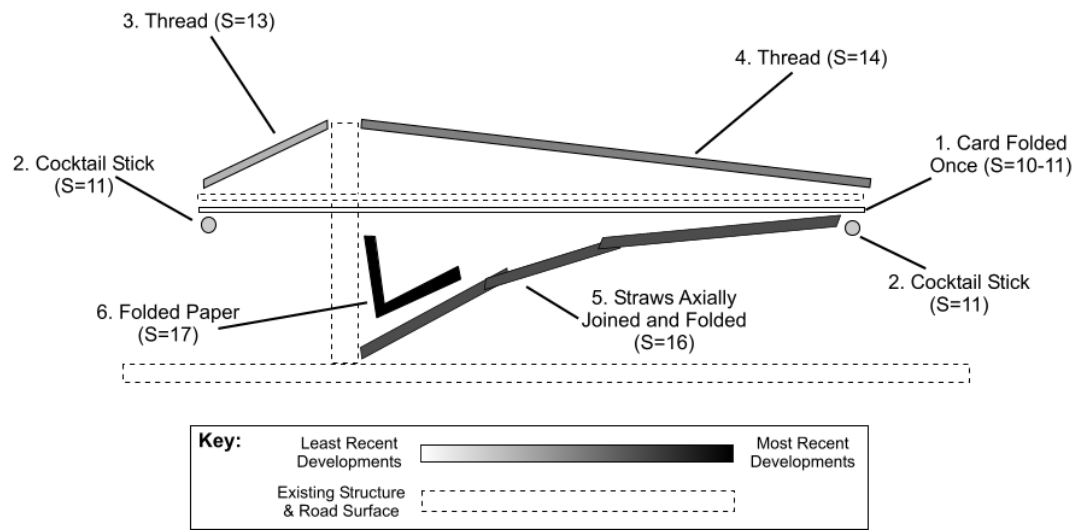 3. Thread (S=13)
4. Thread (S=14)
2. Cocktail Stick
(S=11)
1. Card Folded
Once (S=10-11)
6. Folded Paper
(S=17)
5. Straws Axially
Joined and Folded
(S=16)
2. Cocktail Stick
(S=11)
Key:
Least Recent
Developments
Most Recent
Developments
Existing Structure
& Road Surface